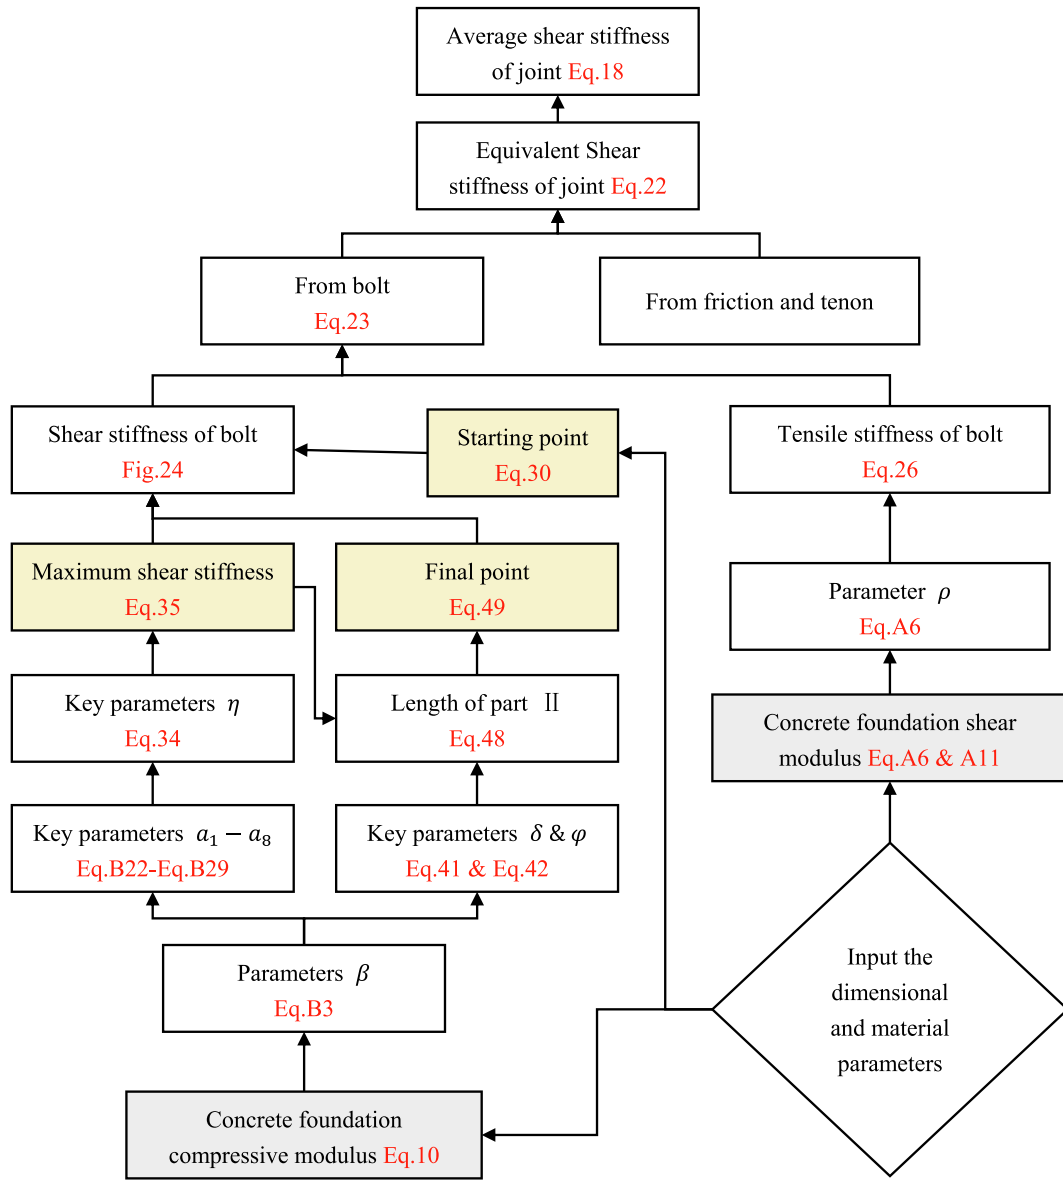 Average shear stiffness
of joint Eq.18
Equivalent Shear
stiffness of joint Eq.22
From bolt
Eq.23
From friction and tenon
Shear stiffness of bolt
Fig.24
Starting point
Eq.30
Tensile stiffness of bolt
Eq.26
Maximum shear stiffness
Eq.35
Final point
Eq.49
Parameter ρ
Eq.A6
Key parameters η
Eq.34
Length of part Ⅱ
Eq.48
Concrete foundation shear
modulus Eq.A6 & A11
Key parameters a₁ − a₈
Eq.B22-Eq.B29
Key parameters δ & φ
Eq.41 & Eq.42
Parameters β
Eq.B3
Input the
dimensional
and material
parameters
Concrete foundation
compressive modulus Eq.10